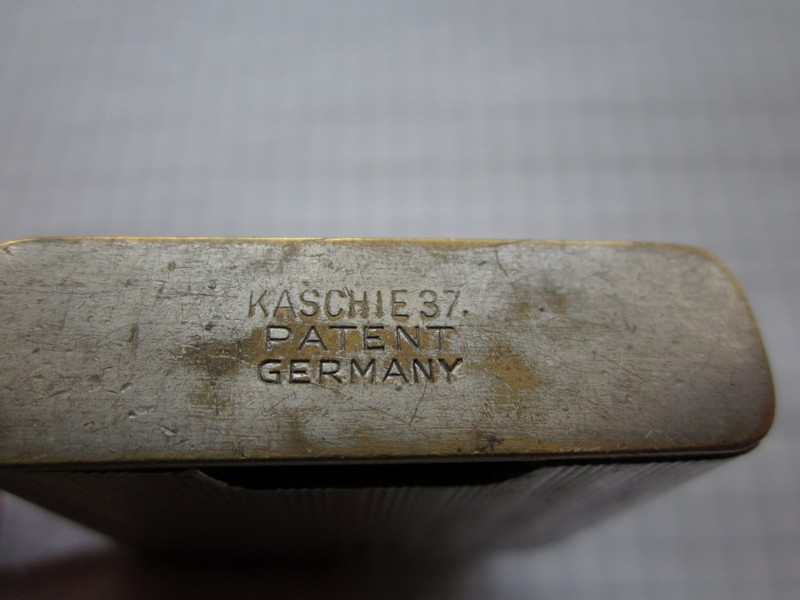 KASCHIE 37.
PATENT
GERMANY